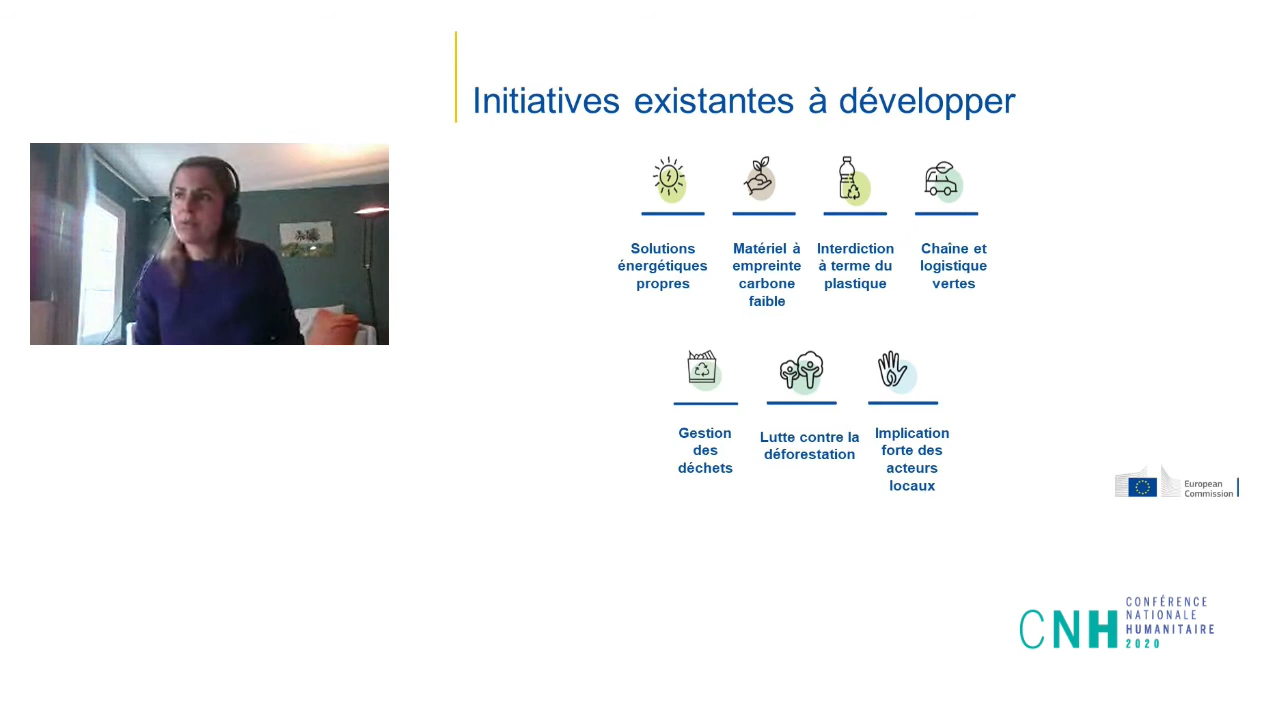 Initiatives existantes à développer
Solutions
énergétiques
propres
Matériel à
empreinte
carbone
faible
Interdiction
à terme du
plastique
Chaîne et
logistique
vertes
Gestion
des
déchets
Lutte contre la
déforestation
Implication
forte des
acteurs
locaux
European
Commission
CNH
CONFÉRENCE
NATIONALE
HUMANITAIRE
2020